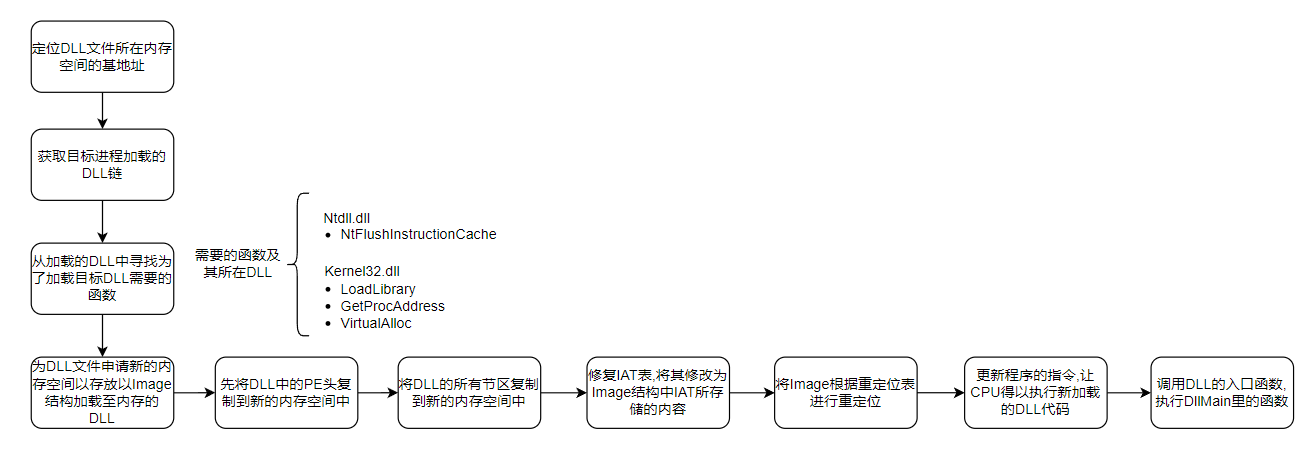 定位DLL文件所在内存
空间的基地址
获取目标进程加载的
DLL链
从加载的DLL中寻找为
了加载目标DLL需要的
函数
需要的函数及
其所在DLL
Ntdll.dll
• NtFlushInstructionCache
Kernel32.dll
• LoadLibrary
• GetProcAddress
• VirtualAlloc
为DLL文件申请新的内
存空间以存放以Image
结构加载至内存的
DLL
先将DLL中的PE头复
制到新的内存空间中
将DLL的所有节区复制
到新的内存空间中
修复IAT表,将其修改为
Image结构中IAT所存
储的内容
将Image根据重定位表
进行重定位
更新程序的指令,让
CPU得以执行新加载
的DLL代码
调用DLL的入口函数,
执行DllMain里的函数